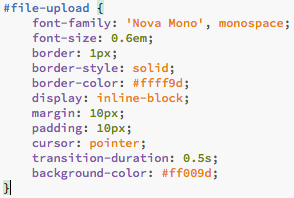 #file-upload {
    font-family: 'Nova Mono', monospace;
    font-size: 0.6em;
    border: 1px;
    border-style: solid;
    border-color: #ffff9d;
    display: inline-block;
    margin: 10px;
    padding: 10px;
    cursor: pointer;
    transition-duration: 0.5s;
    background-color: #ff009d;
}